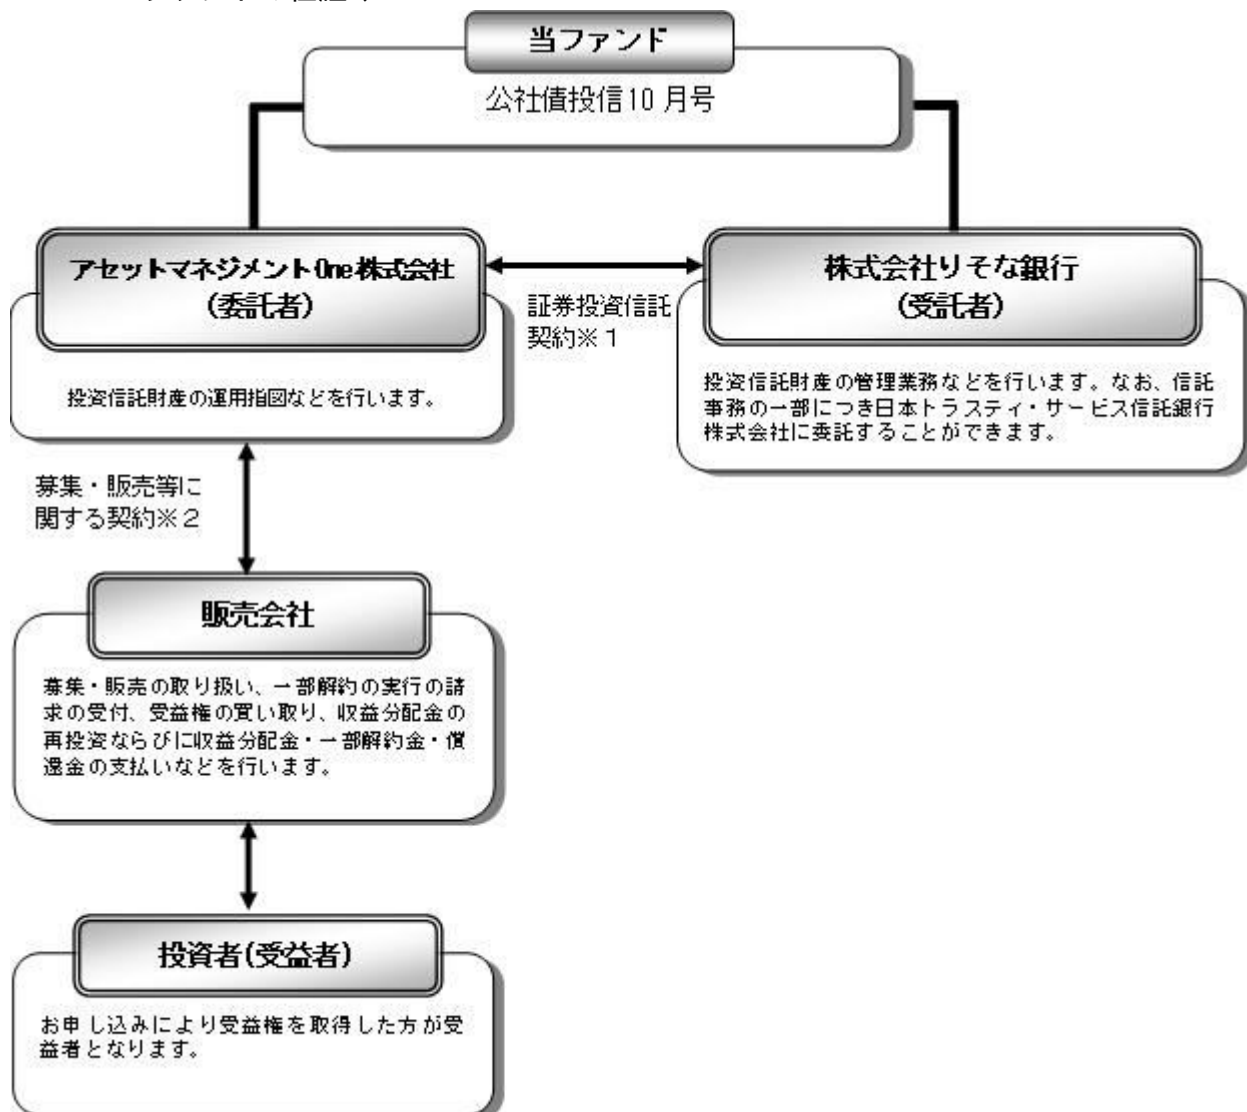 当ファンド
公社債投信10 月号
アセットマネジメントOne株式会社
(委託者)
投資信託財産の運用指図などを行います。
証券投資信託
契約※1
株式会社りそな銀行
(受託者)
投資信託財産の管理業務などを行います。なお、信託
事務の一部につき日本トラスティ・サービス信託銀行
株式会社に委託することができます。
募集・販売等に
関する契約※2
販売会社
募集・販売の取り扱い、一部解約の実行の請
求の受付、受益権の買い取り、収益分配金の
再投資ならびに収益分配金・一部解約金・償
還金の支払いなどを行います。
投資者(受益者)
お申し込みにより受益権を取得した方が受
益者となります。